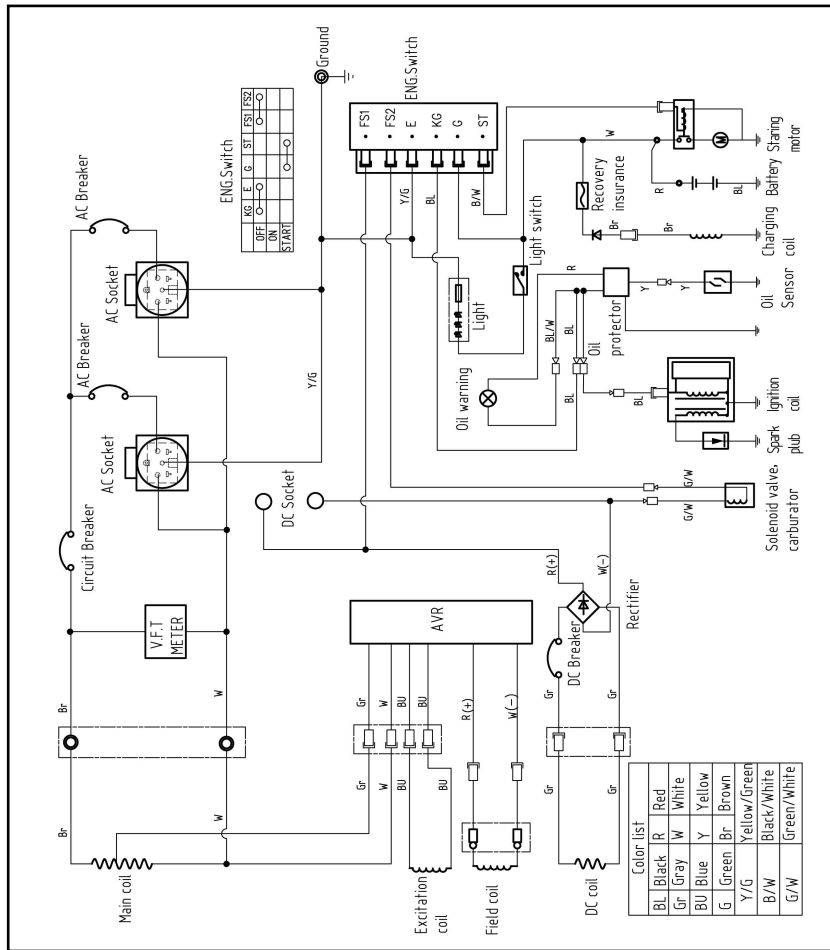 Main coil
Br
Br
W
W
V.F.T
METER
Circuit Breaker
AC Socket
AC Breaker
AC Socket
AC Breaker
G
G
ENG.Switch
KG E G ST FS1 FS2
OFF
ON
START
Ground
Y/G
Excitation
coil
Field coil
Gr
W
BU
BU
Gr
W
BU
BU
R(+)
W(-)
AVR
DC Socket
ENG.Switch
FS1
FS2
E
KG
G
ST
Y/G
BL
B/W
Light
Light switch
DC coil
Gr
Gr
Gr
Gr
DC Breaker
Rectifier
R(+)
W(-)
Oil warning
BL/W
BL
BL
R
Oil
protector
Recovery
insurance
W
G/W
G/W
Solenoid valve,
carburator
BL
Spark
plub
Ignition
coil
Y
Y
Oil
Sensor
Br
Br
Charging
coil
R
BL
Battery
M
Staring
motor
Color list
BL Black R Red
Gr Gray W White
BU Blue Y Yellow
G Green Br Brown
Y/G Yellow/Green
B/W Black/White
G/W Green/White